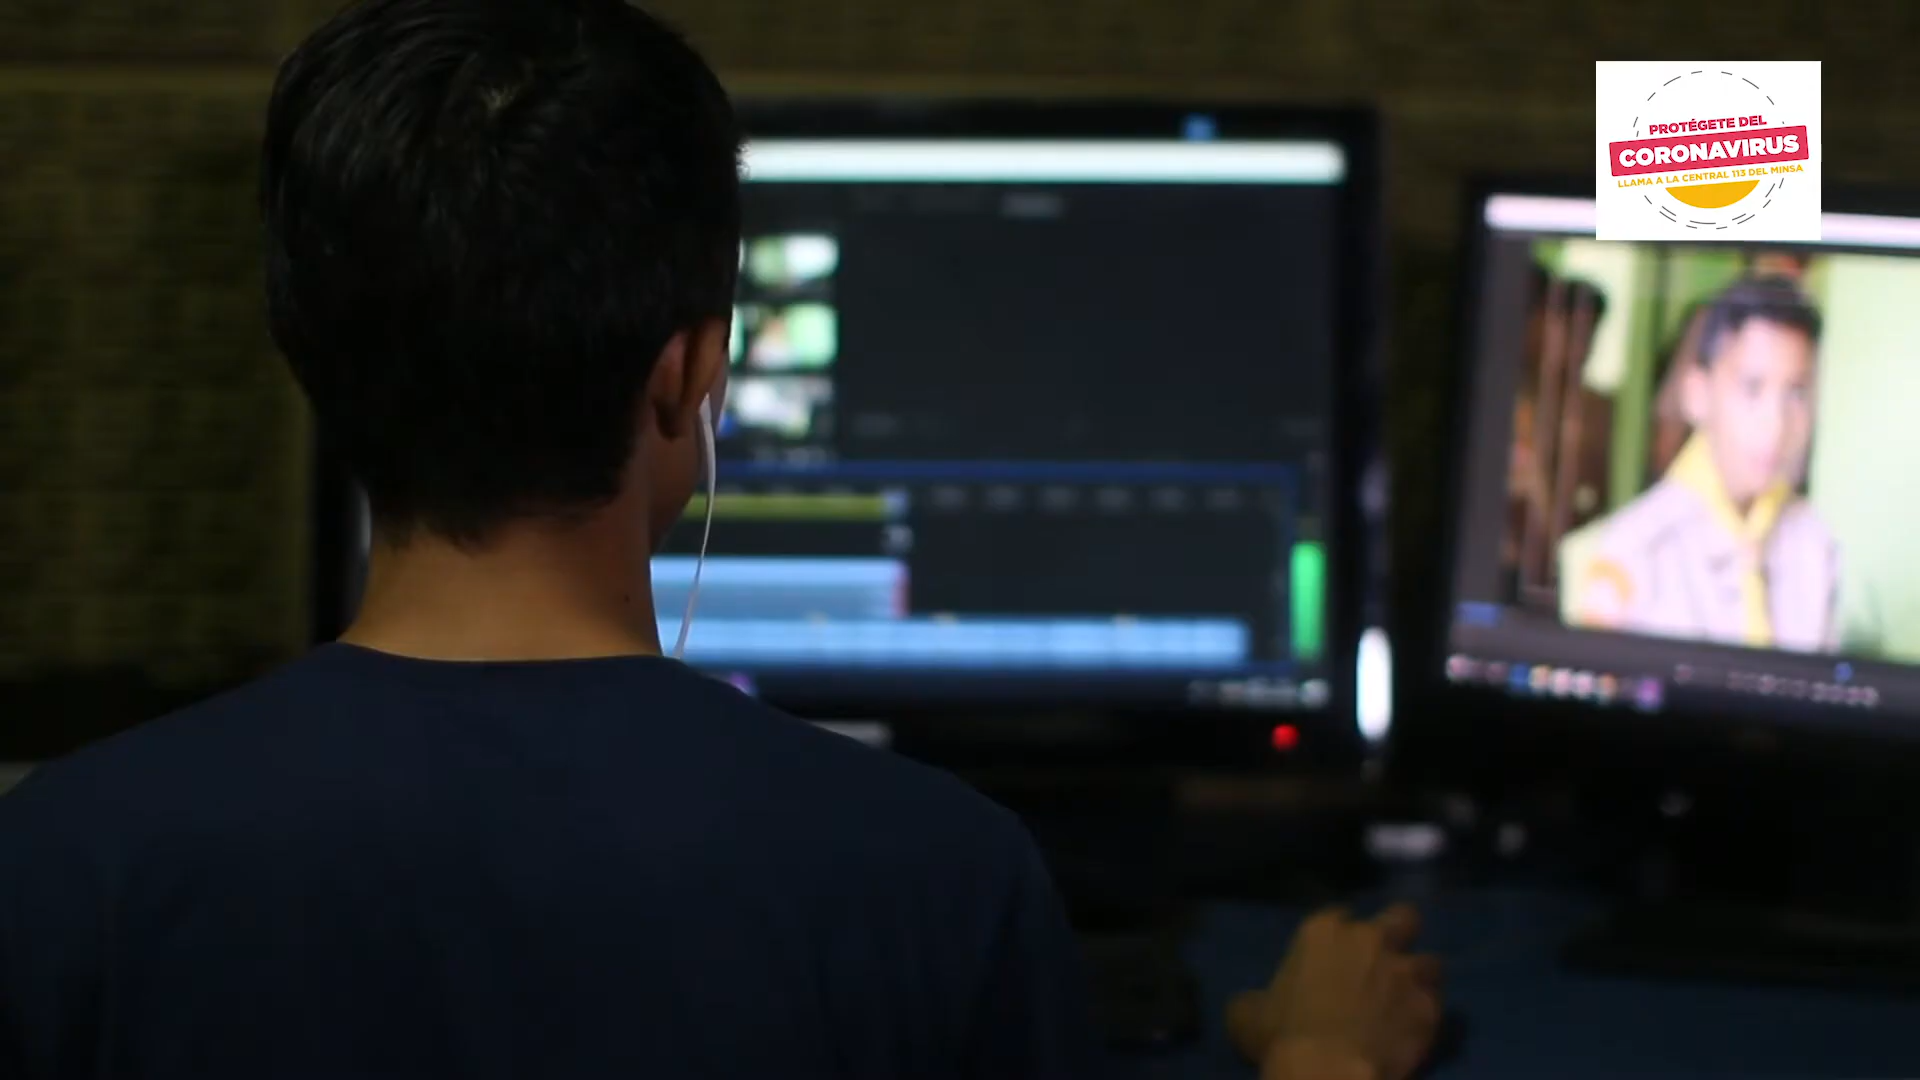 PROTÉGETE DEL
CORONAVIRUS
LLAMA A LA CENTRAL 113 DEL MINSA